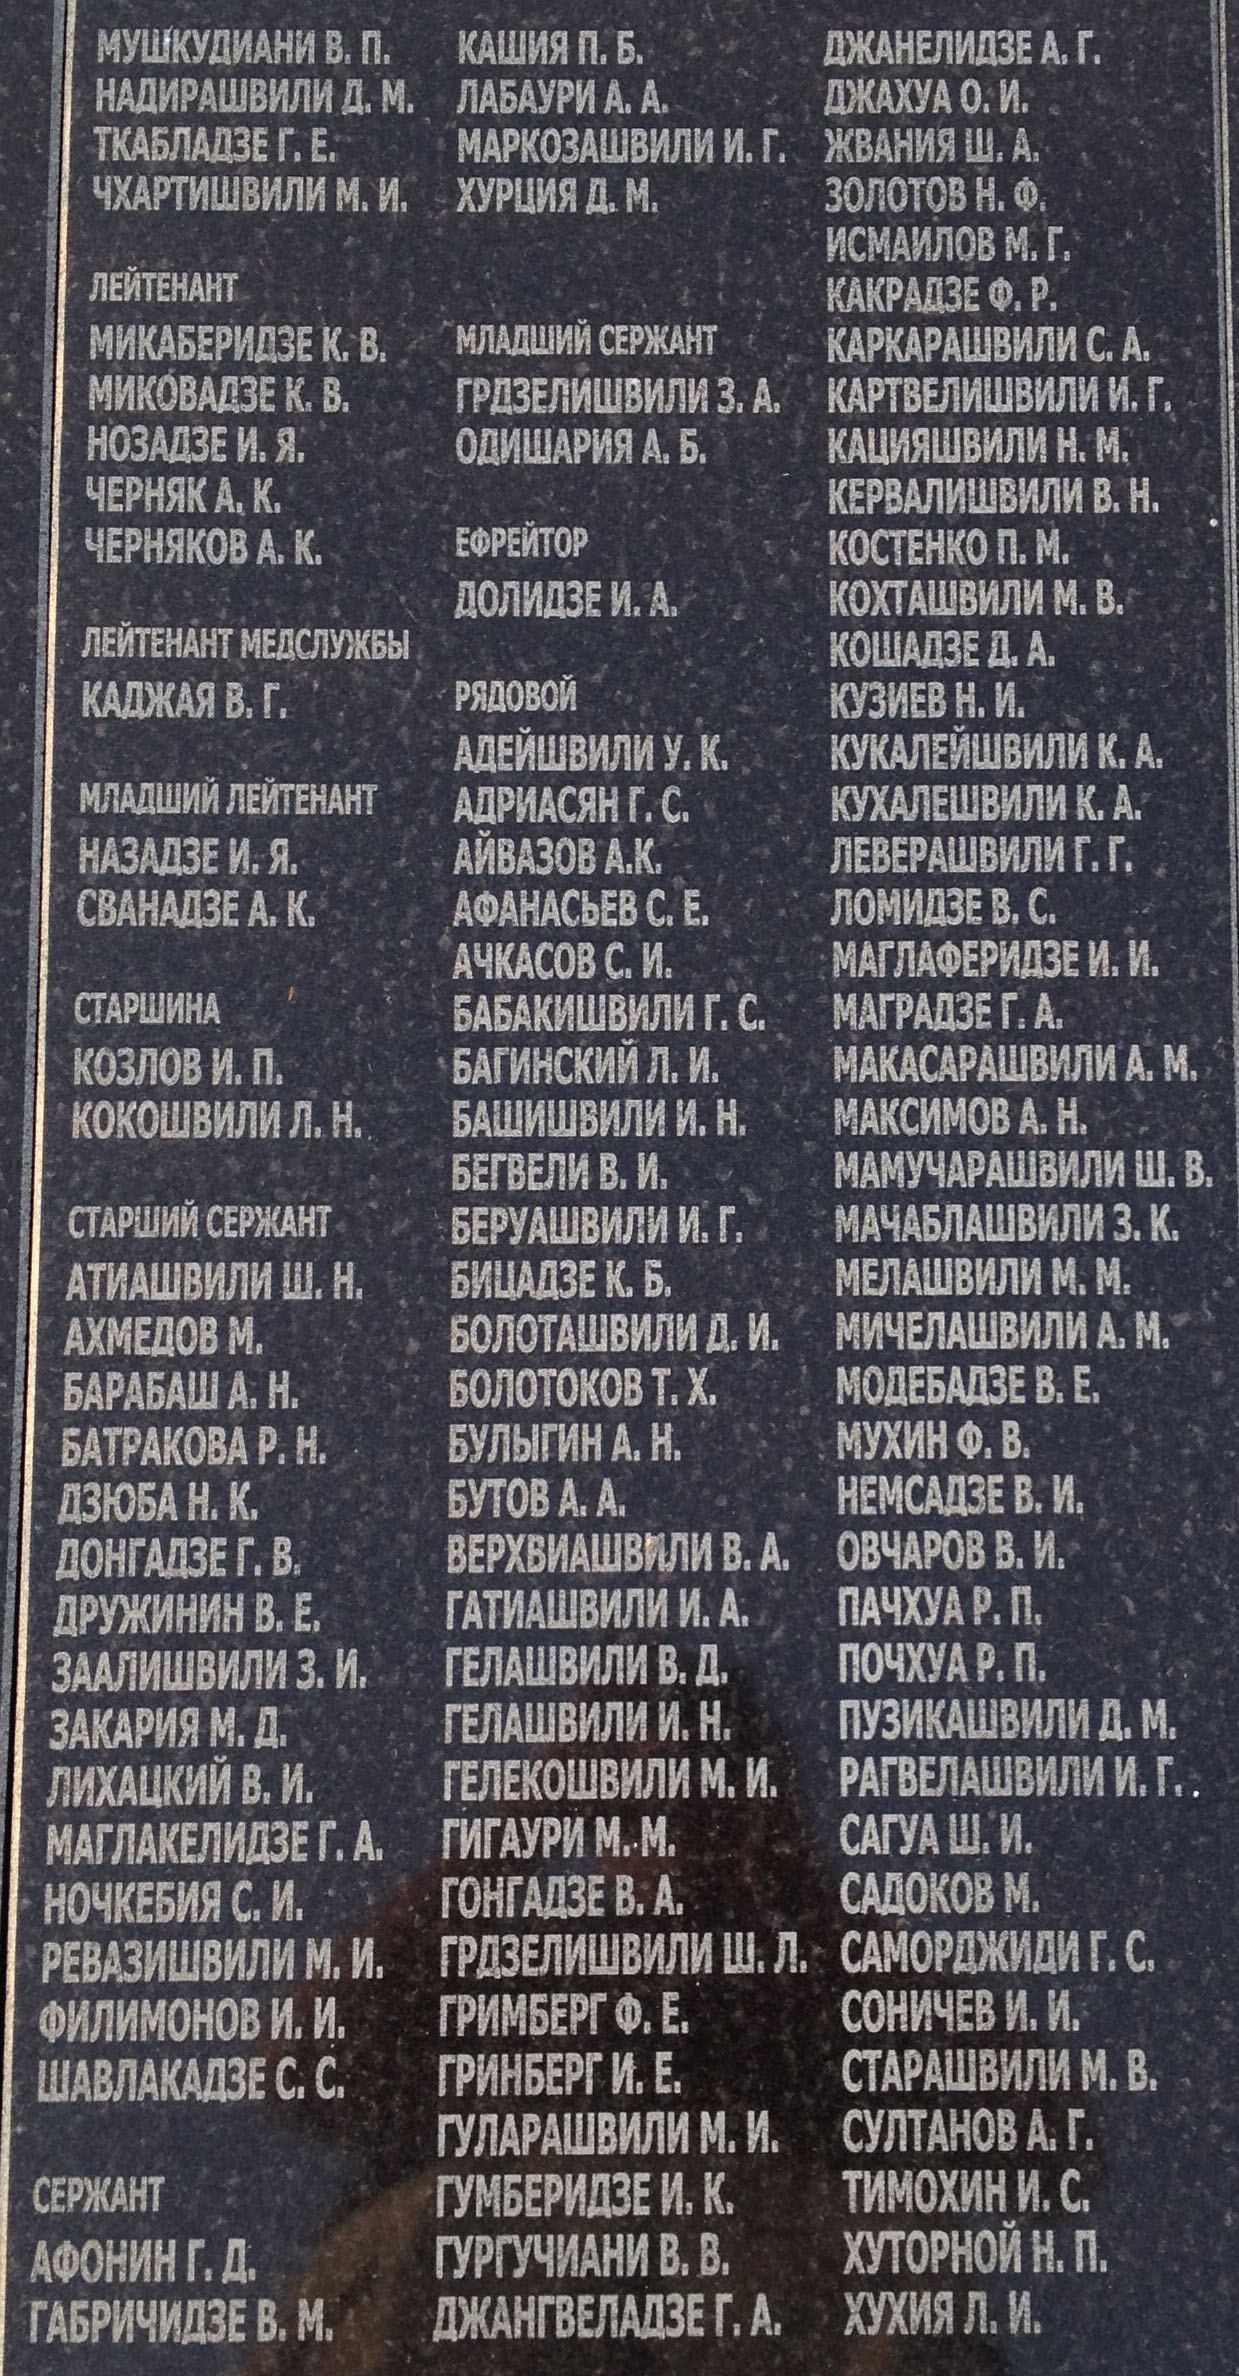 МУШКУДИАНИ В. П.
НАДИРАШВИЛИ Д. М.
ТКАБЛАДЗЕ Г. Е.
ЧХАРТИШВИЛИ М. И.
ЛЕЙТЕНАНТ
МИКАБЕРИДЗЕ К. В.
МИКОВАДЗЕ К. В.
НОЗАДЗЕ И. Я.
ЧЕРНЯК А. К.
ЧЕРНЯКОВ А. К.
ЛЕЙТЕНАНТ МЕДСЛУЖБЫ
КАДЖАЯ В. Г.
МЛАДШИЙ ЛЕЙТЕНАНТ
НАЗАДЗЕ И. Я.
СВАНАДЗЕ А. К.
СТАРШИНА
КОЗЛОВ И. П.
КОКОШВИЛИ Л. Н.
СТАРШИЙ СЕРЖАНТ
АТИАШВИЛИ Ш. Н.
АХМЕДОВ М.
БАРАБАШ А. Н.
БАТРАКОВА Р. Н.
ДЗЮБА Н. К.
ДОНГАДЗЕ Г. В.
ДРУЖИНИН В. Е.
ЗААЛИШВИЛИ З. И.
ЗАКАРИЯ М. Д.
ЛИХАЦКИЙ В. И.
МАГЛАКЕЛИДЗЕ Г. А.
НОЧКЕБИЯ С. И.
РЕВАЗИШВИЛИ М. И.
ФИЛИМОНОВ И. И.
ШАВЛАКАДЗЕ С. С.
СЕРЖАНТ
АФОНИН Г. Д.
ГАБРИЧИДЗЕ В. М.
КАШИЯ П. Б.
ЛАБАУРИ А. А.
МАРКОЗАШВИЛИ И. Г.
ХУРЦИЯ Д. М.
МЛАДШИЙ СЕРЖАНТ
ГРДЗЕЛИШВИЛИ З. А.
ОДИШАРИЯ А. Б.
ЕФРЕЙТОР
ДОЛИДЗЕ И. А.
РЯДОВОЙ
АДЕЙШВИЛИ У. К.
АДРИАСЯН Г. С.
АЙВАЗОВ А.К.
АФАНАСЬЕВ С. Е.
АЧКАСОВ С. И.
БАБАКИШВИЛИ Г. С.
БАГИНСКИЙ Л. И.
БАШИШВИЛИ И. Н.
БЕГВЕЛИ В. И.
БЕРУАШВИЛИ И. Г.
БИЦАДЗЕ К. Б.
БОЛОТАШВИЛИ Д. И.
БОЛОТОКОВ Т. Х.
БУЛЫГИН А. Н.
БУТОВ А. А.
ВЕРХВИАШВИЛИ В. А.
ГАТИАШВИЛИ И. А.
ГЕЛАШВИЛИ В. Д.
ГЕЛАШВИЛИ И. Н.
ГЕЛЕКОШВИЛИ М. И.
ГИГАУРИ М. М.
ГОНГАДЗЕ В. А.
ГРДЗЕЛИШВИЛИ Ш. Л.
ГРИМБЕРГ Ф. Е.
ГРИНБЕРГ И. Е.
ГУЛАРАШВИЛИ М. И.
ГУМБЕРИДЗЕ И. К.
ГУРГУЧИАНИ В. В.
ДЖАНГВЕЛАДЗЕ Г. А.
ДЖАНЕЛИДЗЕ А. Г.
ДЖАХУА О. И.
ЖВАНИЯ Ш. А.
ЗОЛОТОВ Н. Ф.
ИСМАИЛОВ М. Г.
КАКРАДЗЕ Ф. Р.
КАРКАРАШВИЛИ С. А.
КАРТВЕЛИШВИЛИ И. Г.
КАЦИЯШВИЛИ Н. М.
КЕРВАЛИШВИЛИ В. Н.
КОСТЕНКО П. М.
КОХТАШВИЛИ М. В.
КОШАДЗЕ Д. А.
КУЗИЕВ Н. И.
КУКАЛЕЙШВИЛИ К. А.
КУХАЛЕШВИЛИ К. А.
ЛЕВЕРАШВИЛИ Г. Г.
ЛОМИДЗЕ В. С.
МАГЛАФЕРИДЗЕ И. И.
МАГРАДЗЕ Г. А.
МАКАСАРАШВИЛИ А. М.
МАКСИМОВ А. Н.
МАМУЧАРАШВИЛИ Ш. В.
МАЧАБЛАШВИЛИ З. К.
МЕЛАШВИЛИ М. М.
МИЧЕЛАШВИЛИ А. М.
МОДЕБАДЗЕ В. Е.
МУХИН Ф. В.
НЕМСАДЗЕ В. И.
ОВЧАРОВ В. И.
ПАЧХУА Р. П.
ПОЧХУА Р. П.
ПУЗИКАШВИЛИ Д. М.
РАГВЕЛАШВИЛИ И. Г.
САГУА Ш. И.
САДОКОВ М.
САМОРДЖИДИ Г. С.
СОНИЧЕВ И. И.
СТАРАШВИЛИ М. В.
СУЛТАНОВ А. Г.
ТИМОХИН И. С.
ХУТОРНОЙ Н. П.
ХУХИЯ Л. И.